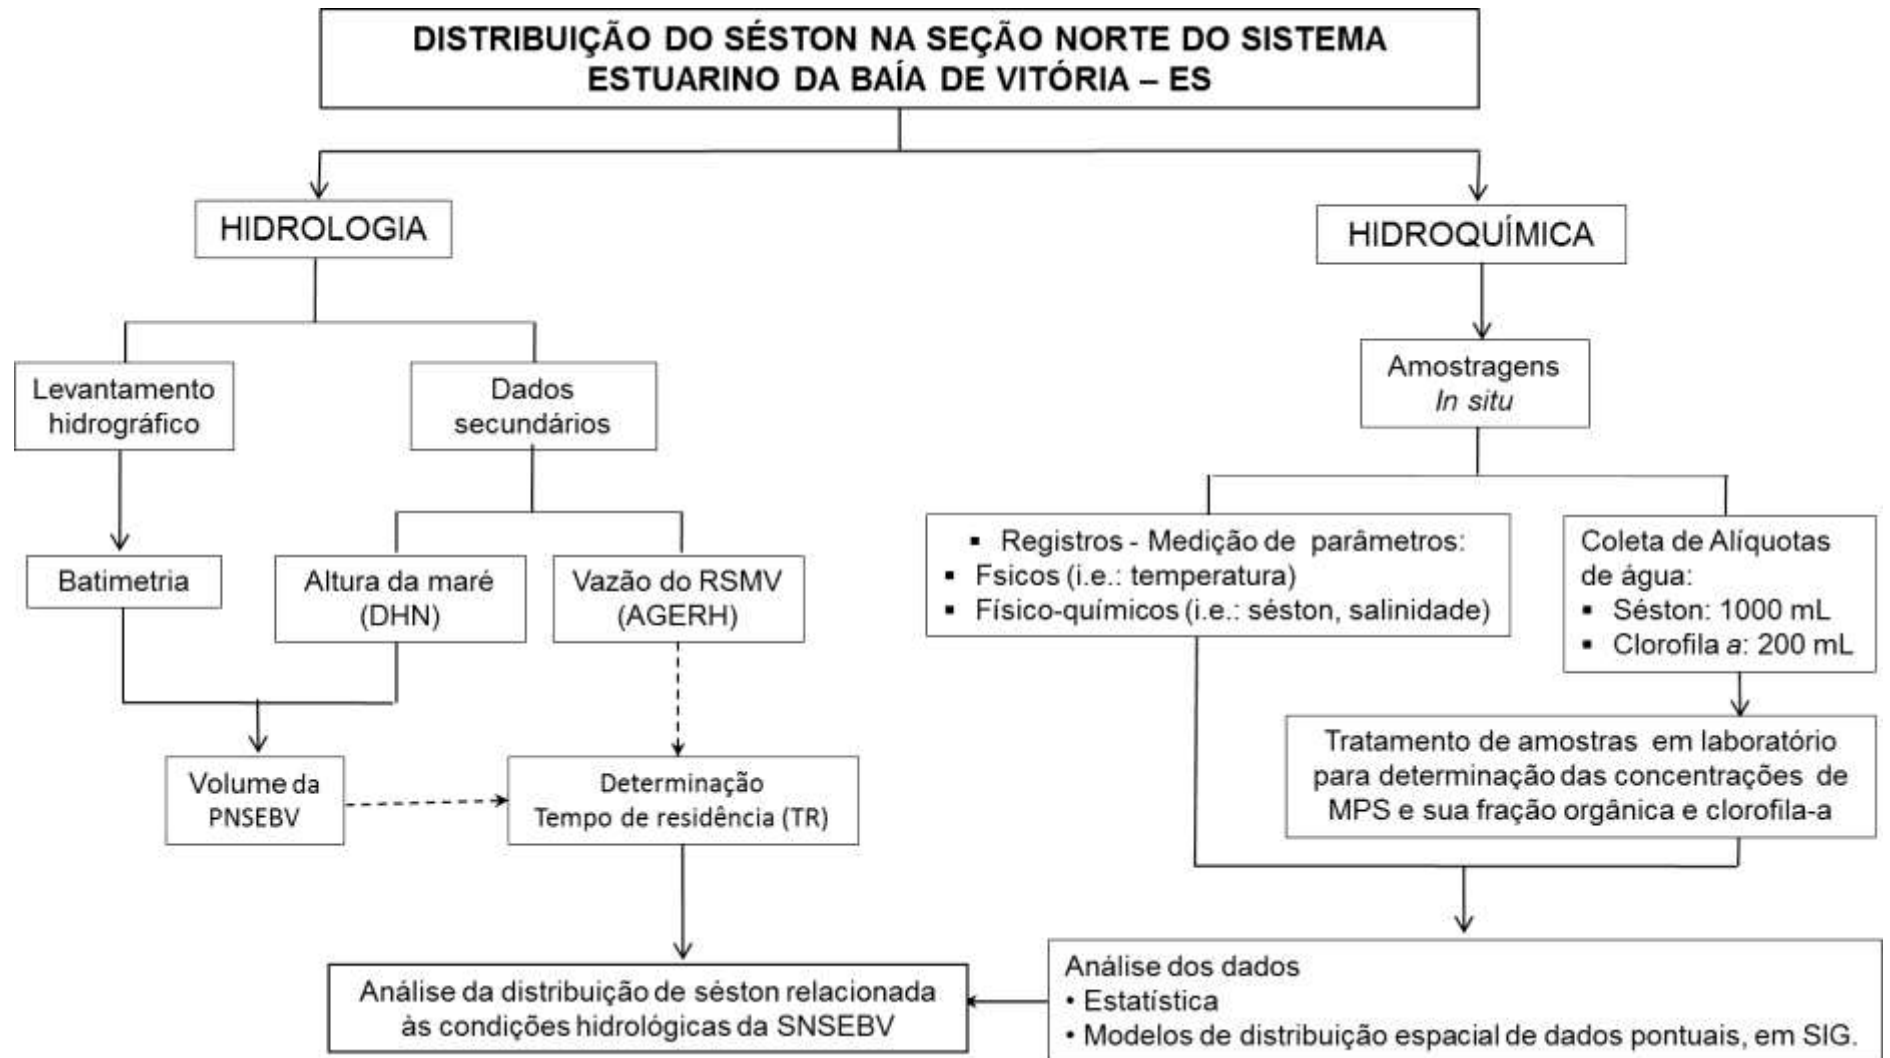 DISTRIBUIÇÃO DO SÉSTON NA SEÇÃO NORTE DO SISTEMA
ESTUARINO DA BAÍA DE VITÓRIA – ES
HIDROLOGIA
HIDROQUÍMICA
Levantamento
hidrográfico
Dados
secundários
Amostragens
In situ
Batimetria
Altura da maré
(DHN)
Vazão do RSMV
(AGERH)
▪ Registros - Medição de parâmetros:
▪ Fsicos (i.e.: temperatura)
▪ Físico-químicos (i.e.: séston, salinidade)
Coleta de Alíquotas
de água:
▪ Séston: 1000 mL
▪ Clorofila a: 200 mL
Volume da
PNSEBV
Determinação
Tempo de residência (TR)
Tratamento de amostras em laboratório
para determinação das concentrações de
MPS e sua fração orgânica e clorofila-a
Análise da distribuição de séston relacionada
às condições hidrológicas da SNSEBV
Análise dos dados
• Estatística
• Modelos de distribuição espacial de dados pontuais, em SIG.